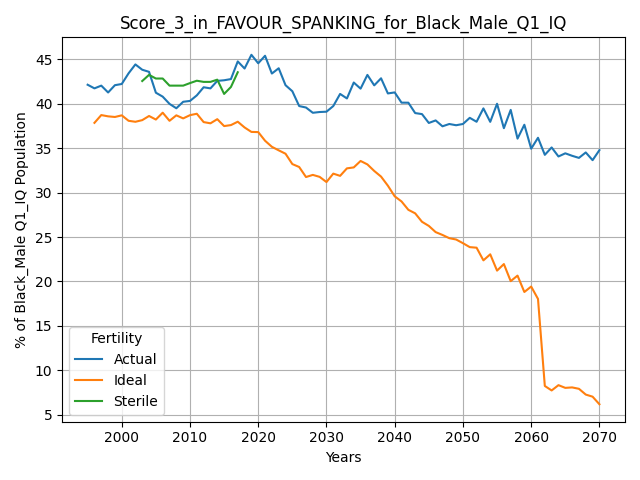 Score_3_in_FAVOUR_SPANKING_for_Black_Male_Q1_IQ
% of Black_Male Q1_IQ Population
45
40
35
30
25
20
15
10
5
Fertility
Actual
Ideal
Sterile
2000 2010 2020 2030 2040 2050 2060 2070
Years